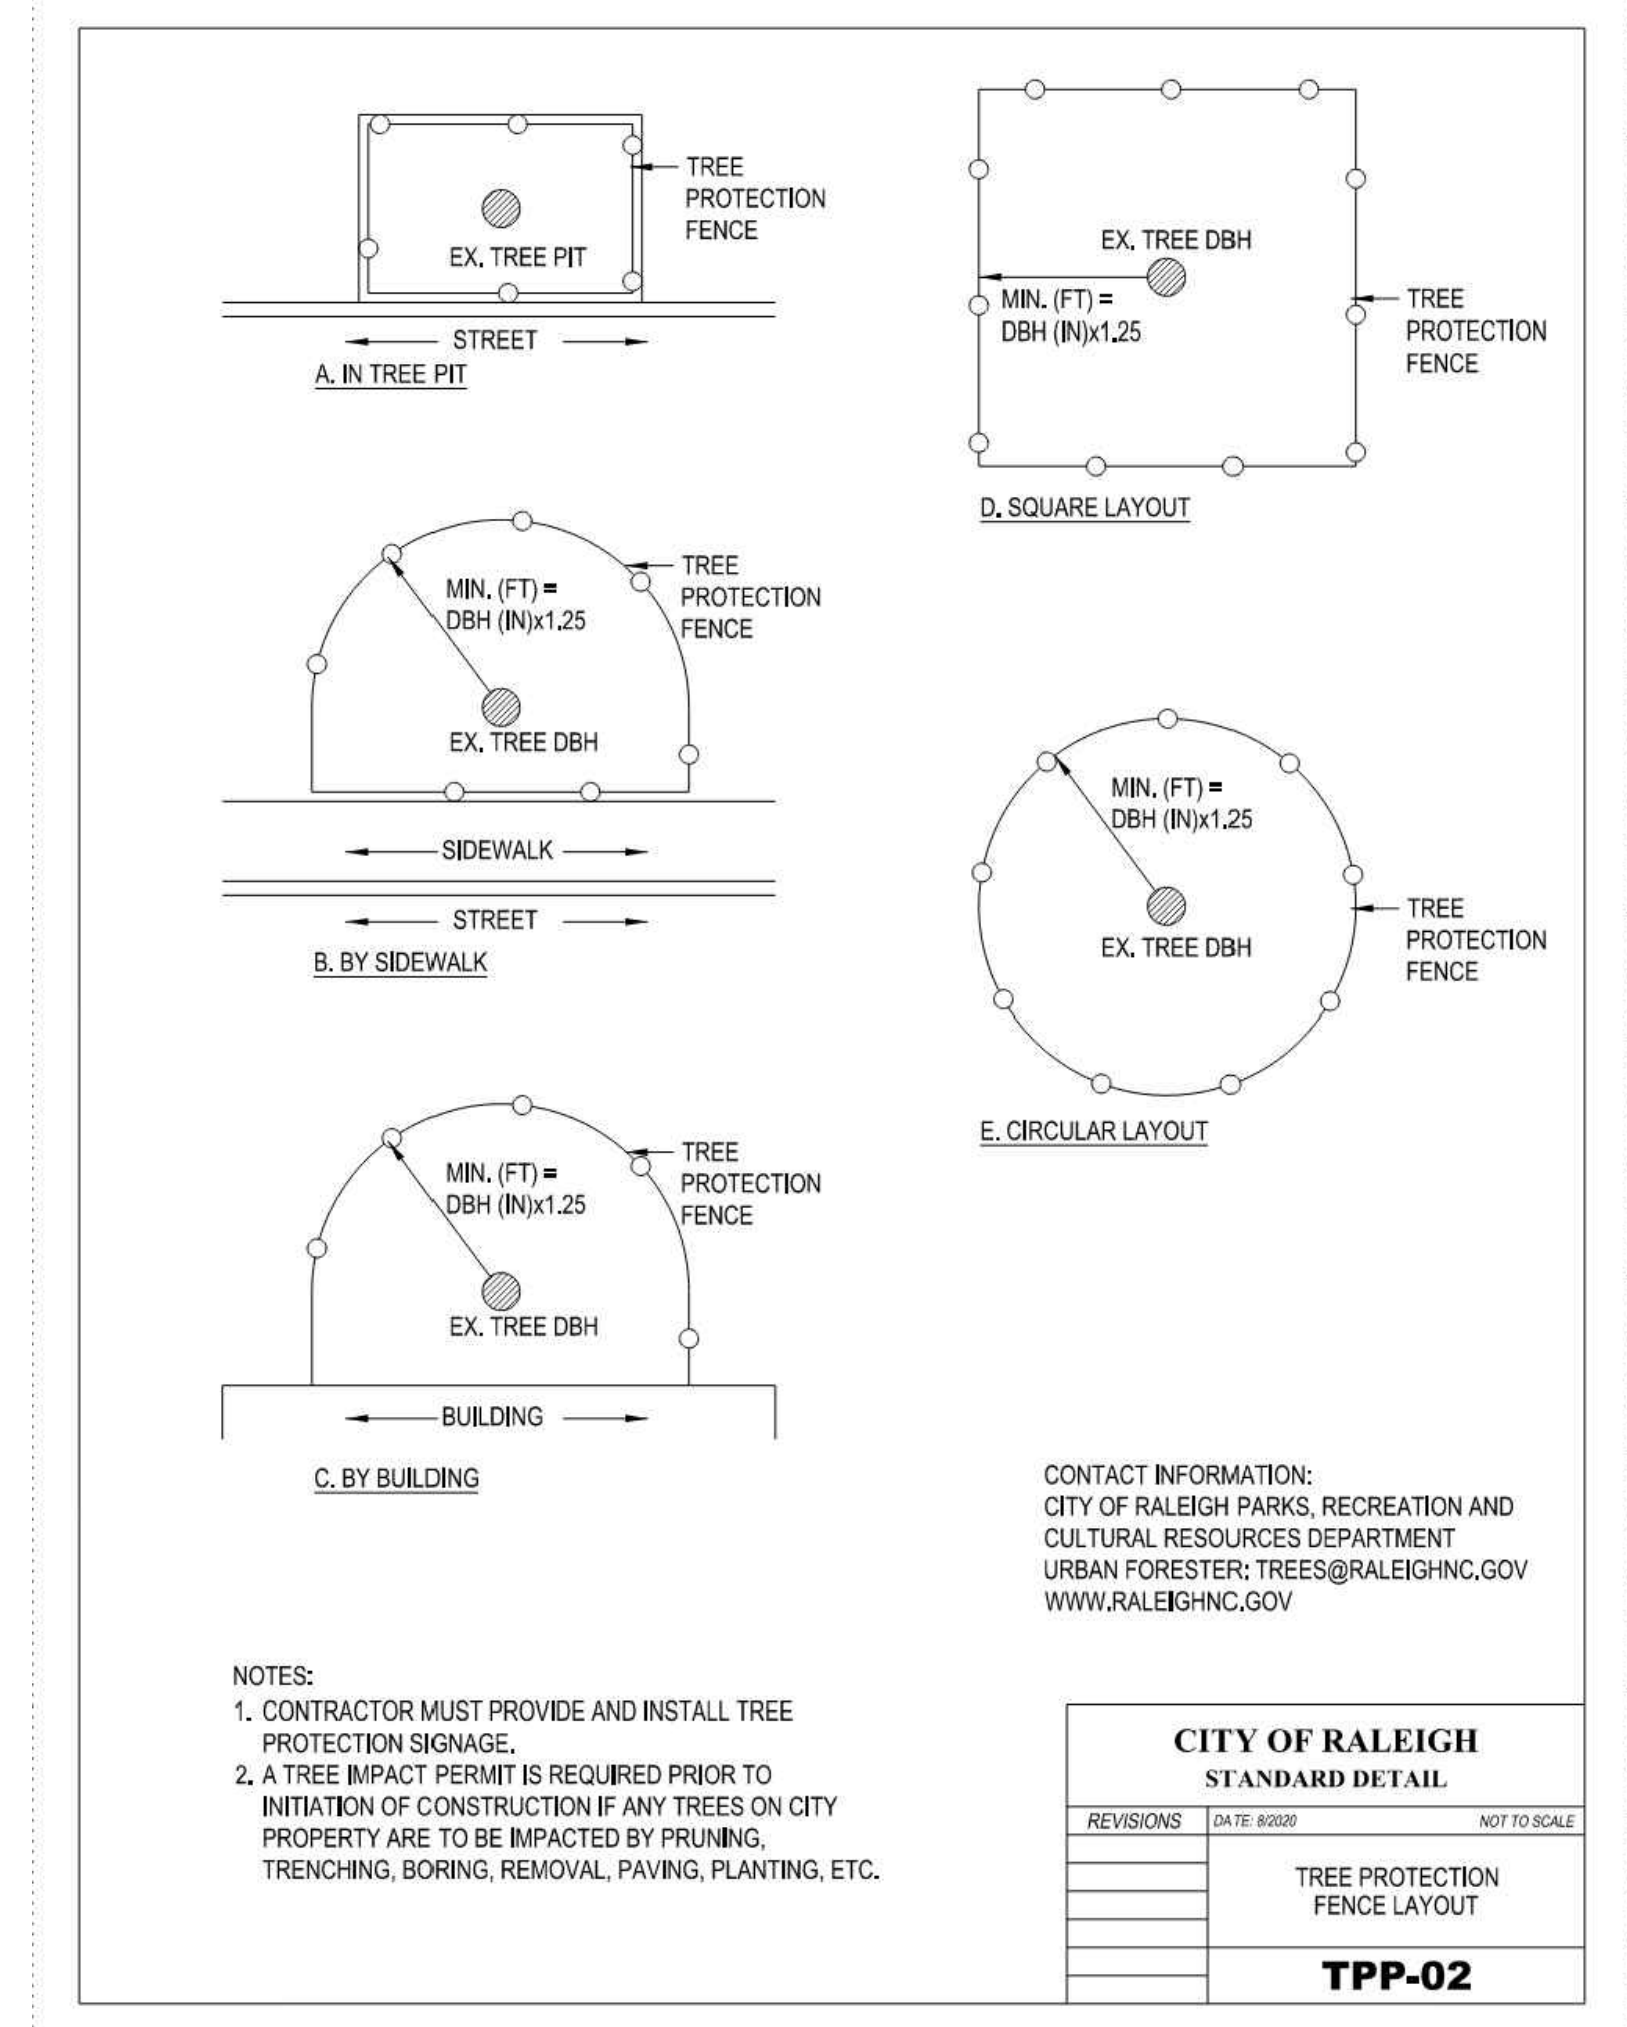 TREE
PROTECTION
FENCE
EX. TREE PIT
STREET
A. IN TREE PIT
EX. TREE DBH
MIN. (FT) =
DBH (IN)x1.25
TREE
PROTECTION
FENCE
D. SQUARE LAYOUT
TREE
PROTECTION
FENCE
MIN. (FT) =
DBH (IN)x1.25
EX. TREE DBH
SIDEWALK
STREET
B. BY SIDEWALK
MIN. (FT) =
DBH (IN)x1.25
EX. TREE DBH
TREE
PROTECTION
FENCE
E. CIRCULAR LAYOUT
TREE
PROTECTION
FENCE
MIN. (FT) =
DBH (IN)x1.25
EX. TREE DBH
BUILDING
C. BY BUILDING
CONTACT INFORMATION:
CITY OF RALEIGH PARKS, RECREATION AND
CULTURAL RESOURCES DEPARTMENT
URBAN FORESTER: TREES@RALEIGHNC.GOV
WWW.RALEIGHNC.GOV
NOTES:
1. CONTRACTOR MUST PROVIDE AND INSTALL TREE
PROTECTION SIGNAGE.
2. A TREE IMPACT PERMIT IS REQUIRED PRIOR TO
INITIATION OF CONSTRUCTION IF ANY TREES ON CITY
PROPERTY ARE TO BE IMPACTED BY PRUNING,
TRENCHING, BORING, REMOVAL, PAVING, PLANTING, ETC.
CITY OF RALEIGH
STANDARD DETAIL
REVISIONS DATE: 8/2020 NOT TO SCALE
TREE PROTECTION
FENCE LAYOUT
TPP-02